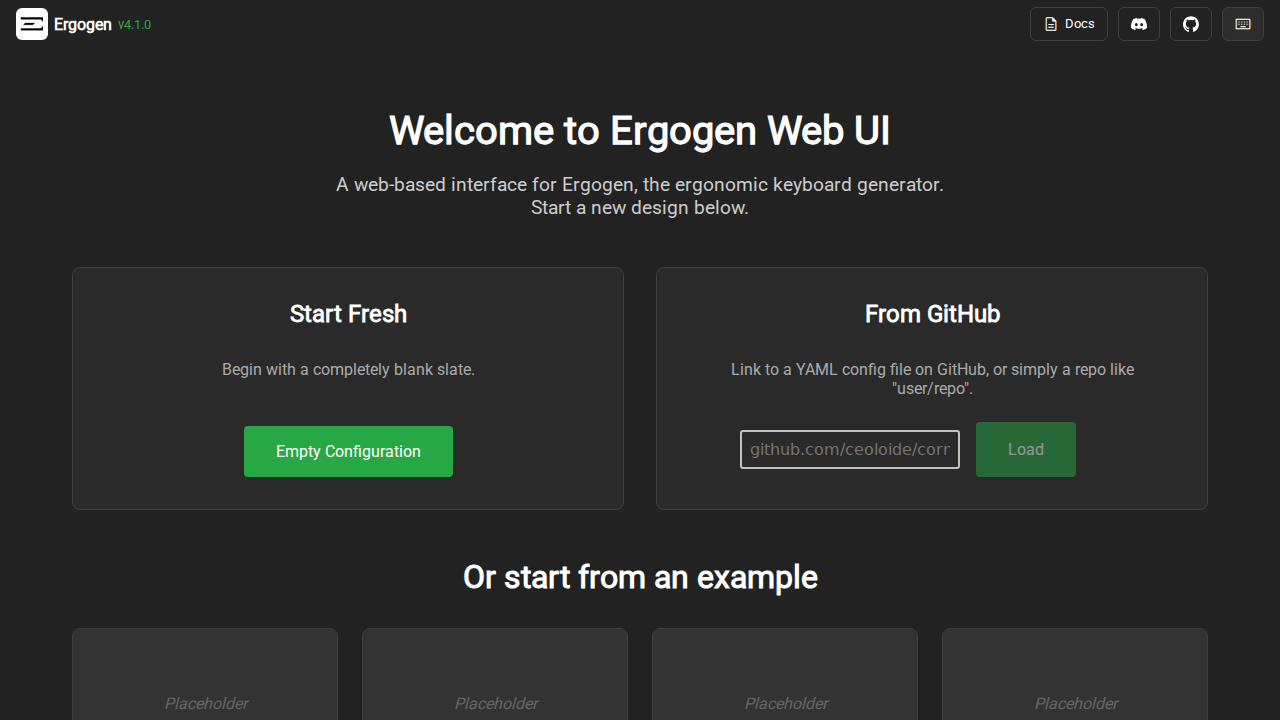 Ergogen v4.1.0
Docs
Welcome to Ergogen Web UI
A web-based interface for Ergogen, the ergonomic keyboard generator.
Start a new design below.
Start Fresh
Begin with a completely blank slate.
Empty Configuration
From GitHub
Link to a YAML config file on GitHub, or simply a repo like
"user/repo".
github.com/ceoloide/corr
Load
Or start from an example
Placeholder
Placeholder
Placeholder
Placeholder